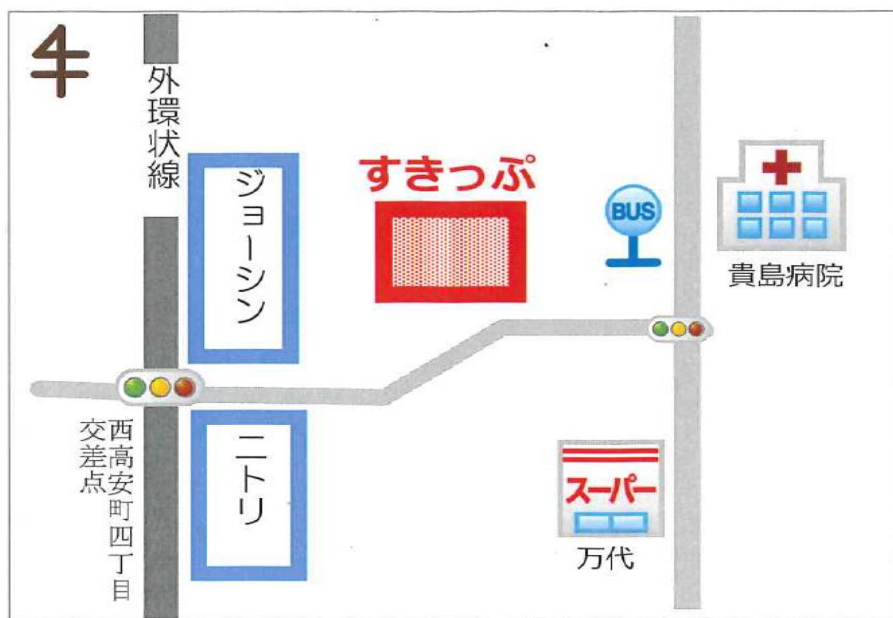 外環状線
ジョーシン
すきっぷ
BUS
貴島病院
西高安町四丁目
交差点
ニトリ
スーパー
万代